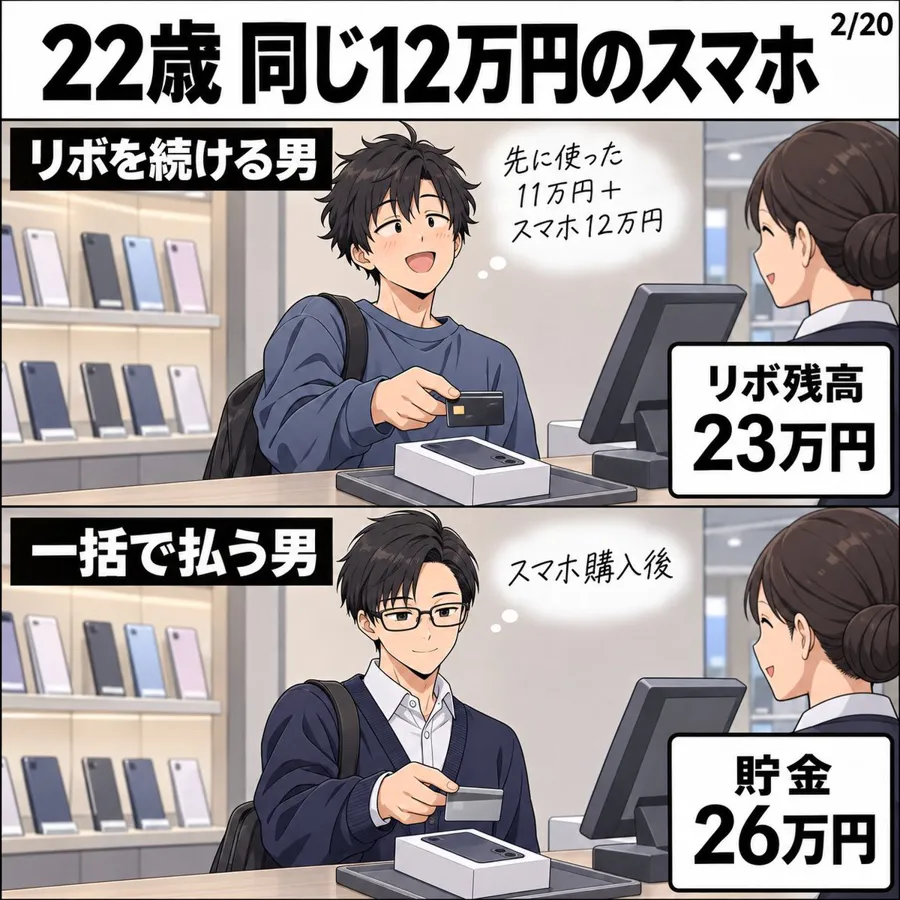 22歳 同じ12万円のスマホ
2/20
リボを続ける男
先に使った
11万円＋
スマホ12万円
リボ残高
23万円
一括で払う男
スマホ購入後
貯金
26万円